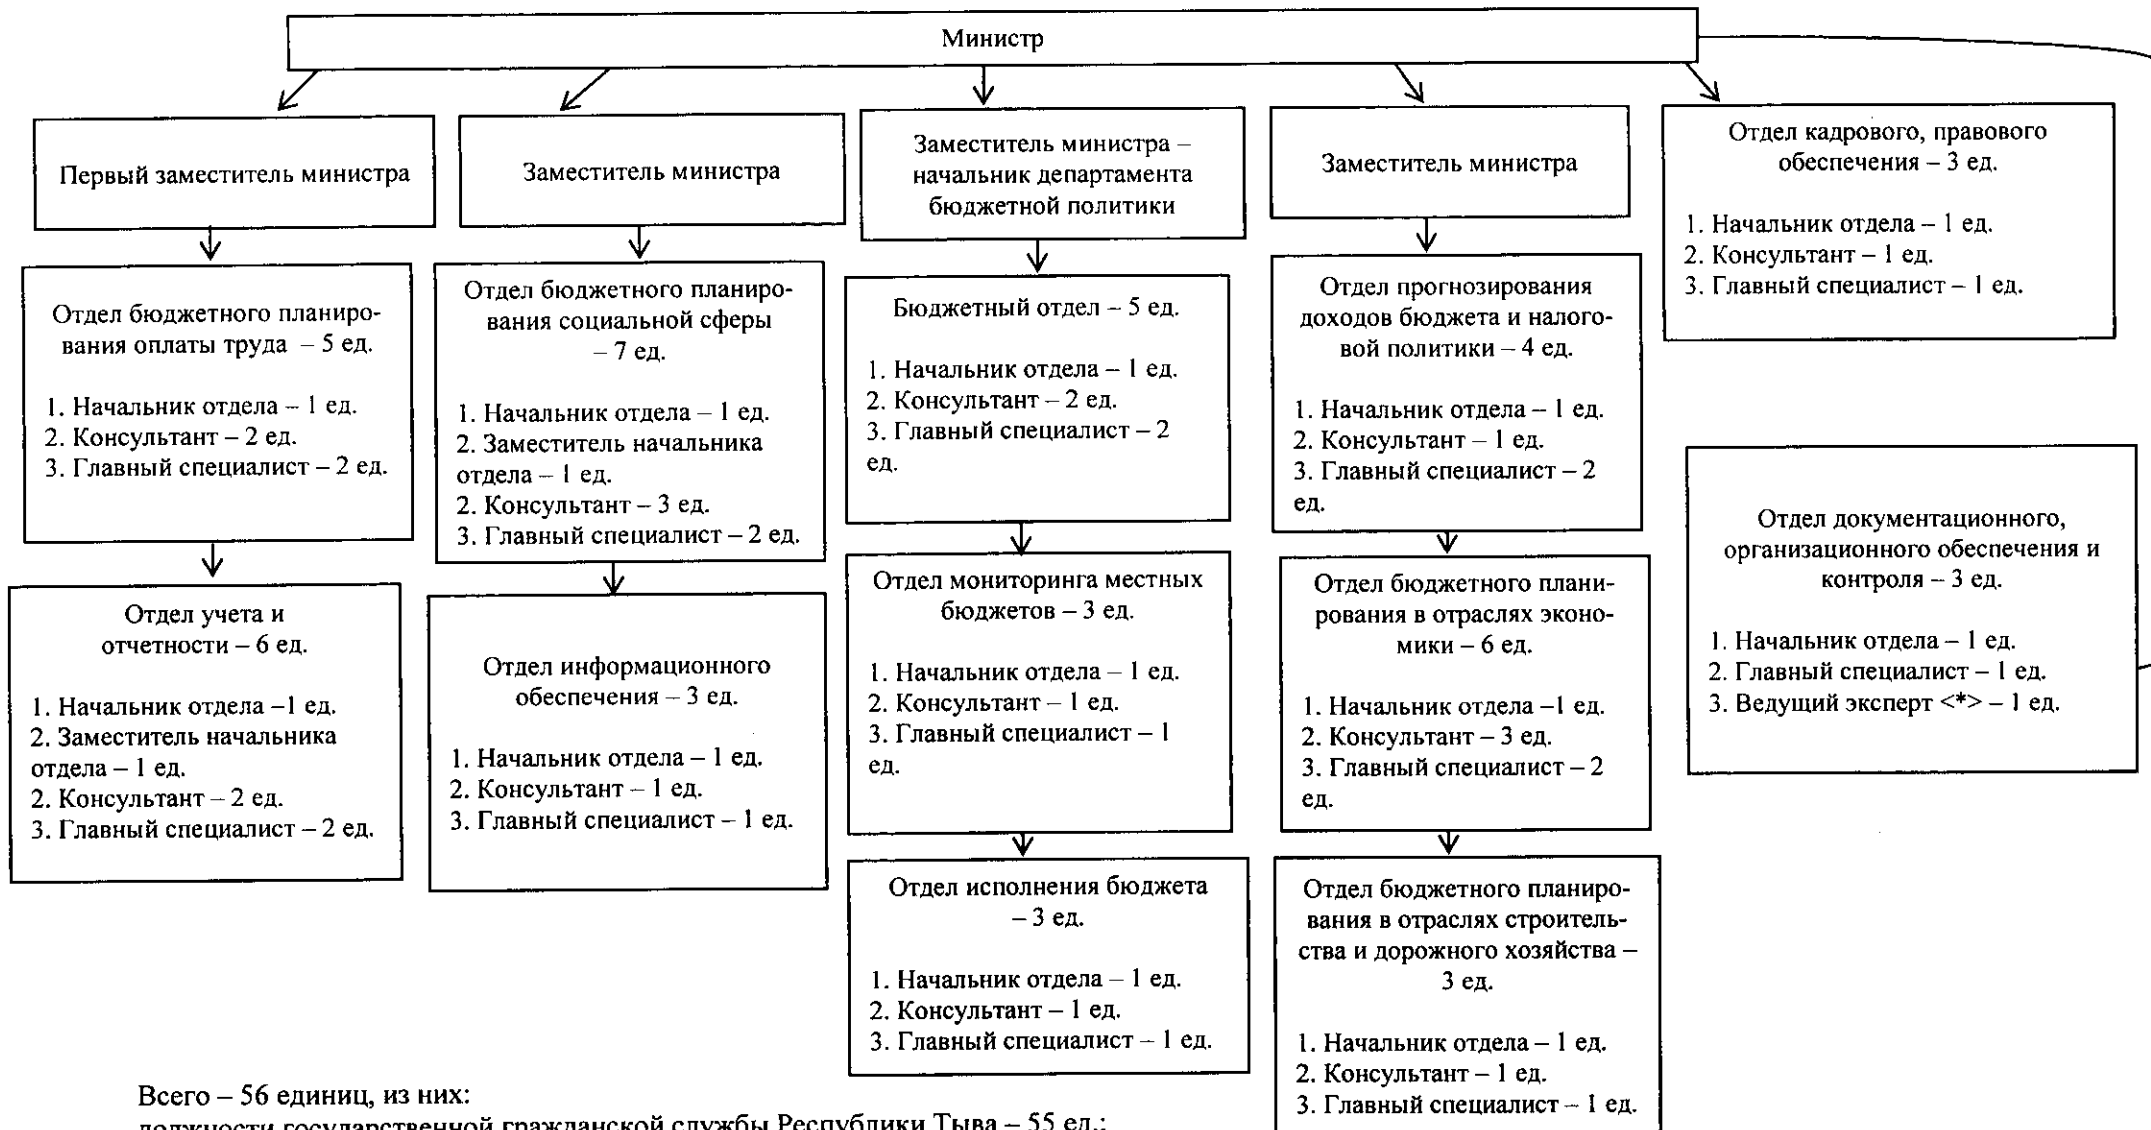 Министр
Первый заместитель министра
Заместитель министра
Заместитель министра –
начальник департамента
бюджетной политики
Заместитель министра
Отдел кадрового, правового
обеспечения – 3 ед.
1. Начальник отдела – 1 ед.
2. Консультант – 1 ед.
3. Главный специалист – 1 ед.
Отдел бюджетного планиро-
вания оплаты труда – 5 ед.
1. Начальник отдела – 1 ед.
2. Консультант – 2 ед.
3. Главный специалист – 2 ед.
Отдел бюджетного планиро-
вания социальной сферы
– 7 ед.
1. Начальник отдела – 1 ед.
2. Заместитель начальника
отдела – 1 ед.
2. Консультант – 3 ед.
3. Главный специалист – 2 ед.
Бюджетный отдел – 5 ед.
1. Начальник отдела – 1 ед.
2. Консультант – 2 ед.
3. Главный специалист – 2
ед.
Отдел прогнозирования
доходов бюджета и налого-
вой политики – 4 ед.
1. Начальник отдела – 1 ед.
2. Консультант – 1 ед.
3. Главный специалист – 2
ед.
Отдел документационного,
организационного обеспечения и
контроля – 3 ед.
1. Начальник отдела – 1 ед.
2. Главный специалист – 1 ед.
3. Ведущий эксперт <*> – 1 ед.
Отдел учета и
отчетности – 6 ед.
1. Начальник отдела –1 ед.
2. Заместитель начальника
отдела – 1 ед.
2. Консультант – 2 ед.
3. Главный специалист – 2 ед.
Отдел информационного
обеспечения – 3 ед.
1. Начальник отдела – 1 ед.
2. Консультант – 1 ед.
3. Главный специалист – 1 ед.
Отдел мониторинга местных
бюджетов – 3 ед.
1. Начальник отдела – 1 ед.
2. Консультант – 1 ед.
3. Главный специалист – 1
ед.
Отдел бюджетного плани-
рования в отраслях эконо-
мики – 6 ед.
1. Начальник отдела –1 ед.
2. Консультант – 3 ед.
3. Главный специалист – 2
ед.
Отдел исполнения бюджета
– 3 ед.
1. Начальник отдела – 1 ед.
2. Консультант – 1 ед.
3. Главный специалист – 1 ед.
Отдел бюджетного планиро-
вания в отраслях строитель-
ства и дорожного хозяйства –
3 ед.
1. Начальник отдела – 1 ед.
2. Консультант – 1 ед.
3. Главный специалист – 1 ед.
Всего – 56 единиц, из них:
должности государственной гражданской службы Республики Тыва – 55 ед.;